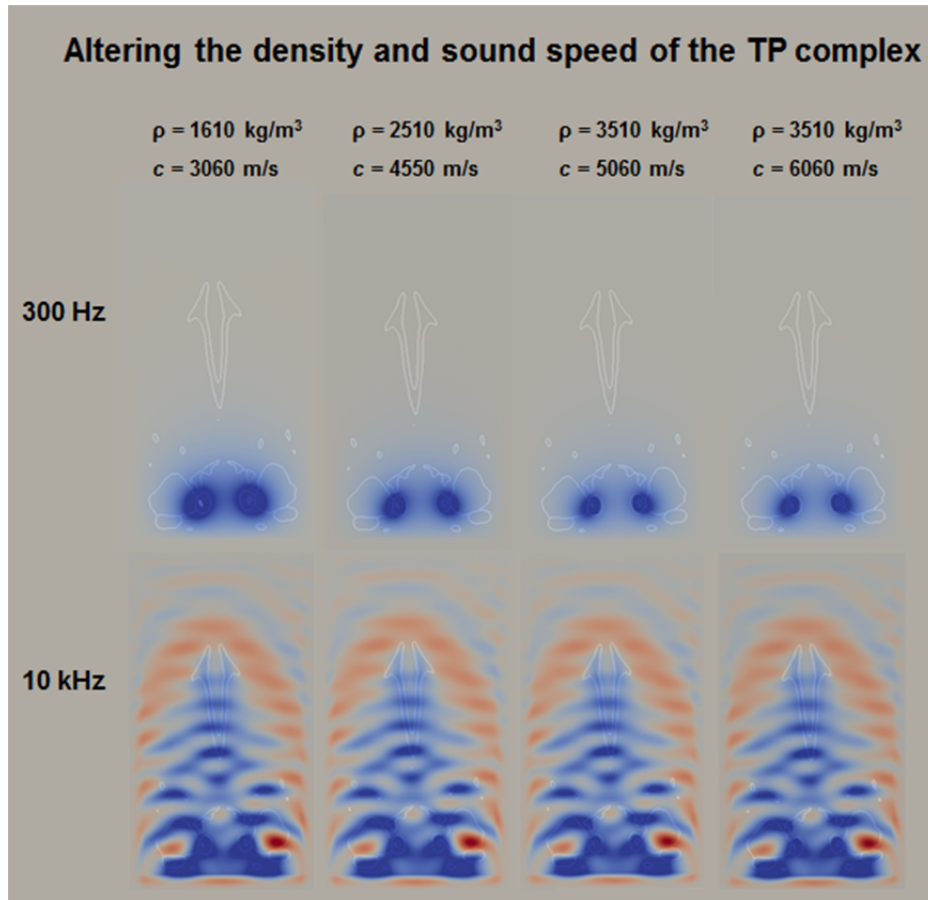 Altering the density and sound speed of the TP complex
ρ = 1610 kg/m³ ρ = 2510 kg/m³ ρ = 3510 kg/m³ ρ = 3510 kg/m³
c = 3060 m/s c = 4550 m/s c = 5060 m/s c = 6060 m/s
300 Hz
10 kHz